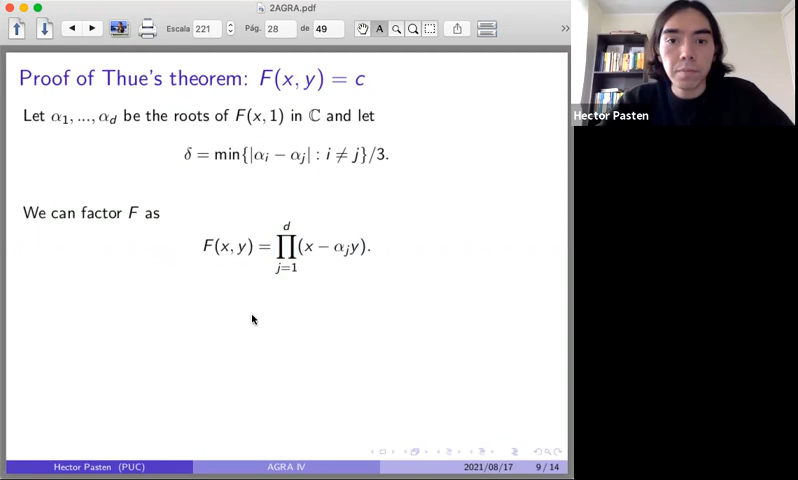 2AGRA.pdf
Escala 221 Pág. 28 de 49 A »
Proof of Thue's theorem: F(x, y) = c
Let α₁, ..., α_d be the roots of F(x, 1) in ℂ and let
δ = min{|αᵢ − αⱼ| : i ≠ j}/3.
We can factor F as
F(x, y) = ∏_{j=1}^{d} (x − αⱼy).
Hector Pasten (PUC) AGRA IV 2021/08/17 9 / 14
Hector Pasten